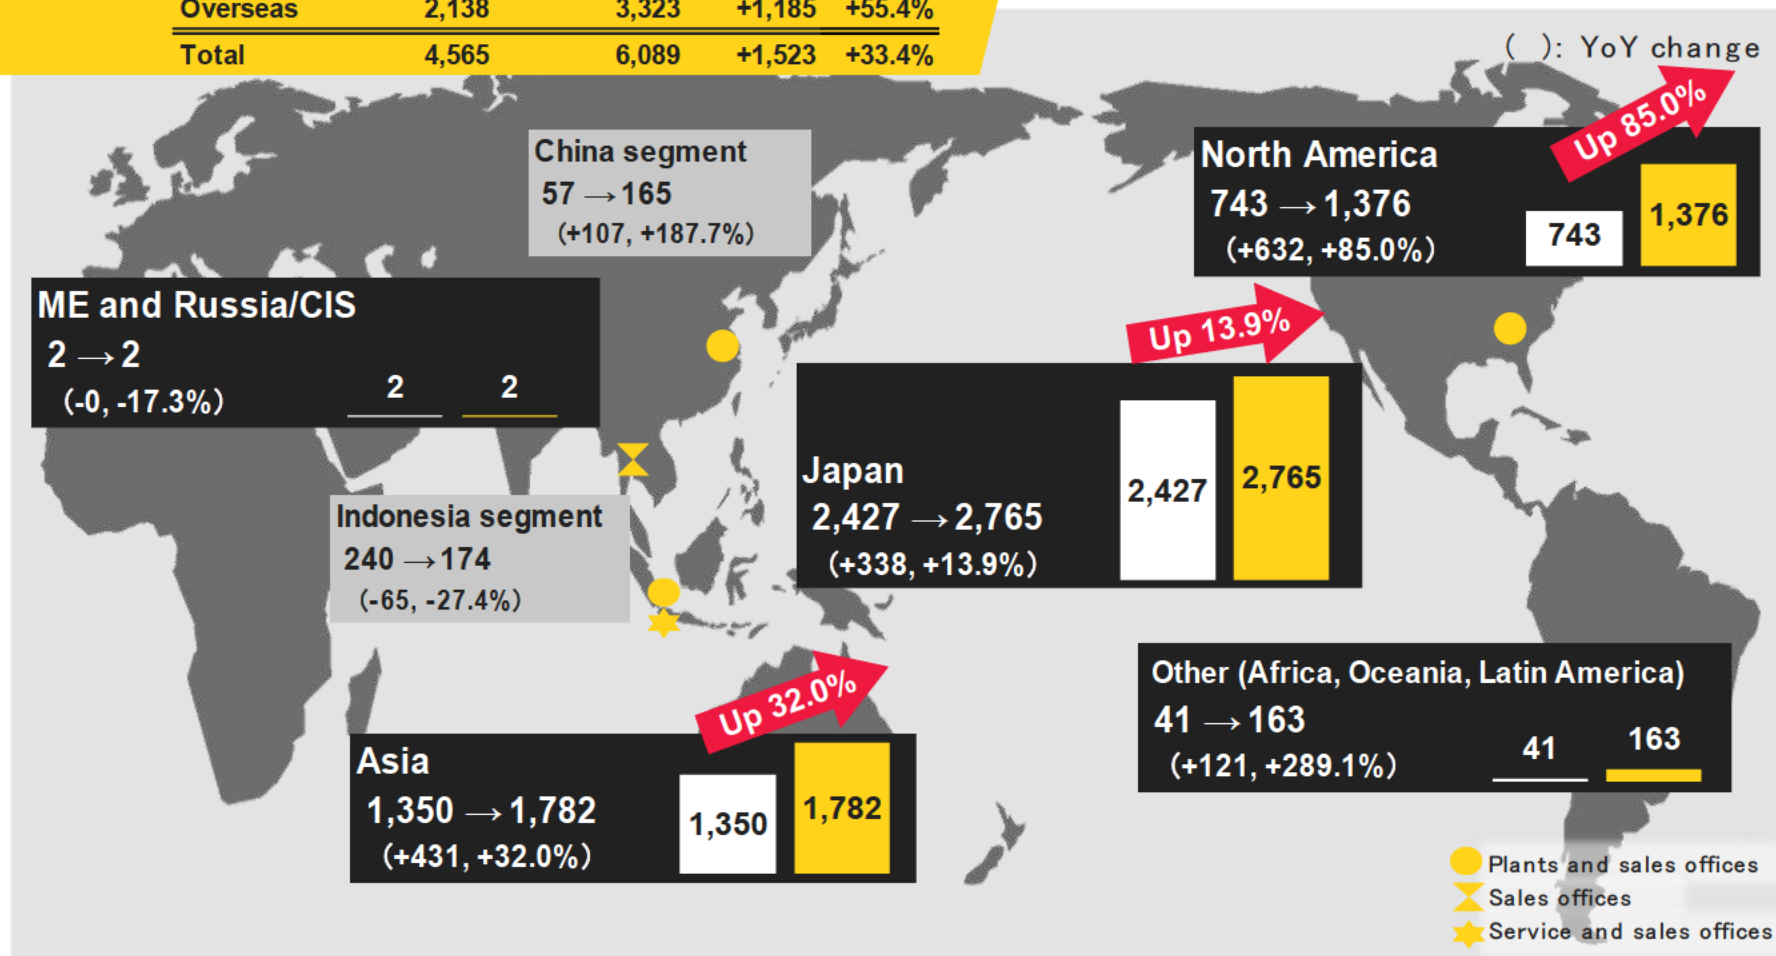 Overseas 2,138 3,323 +1,185 +55.4%
Total 4,565 6,089 +1,523 +33.4%
( ): YoY change
China segment
57 →165
(+107, +187.7%)
North America
743 →1,376
(+632, +85.0%)
743
1,376
Up 85.0%
ME and Russia/CIS
2 →2
(-0, -17.3%)
2
2
Up 13.9%
Japan
2,427 →2,765
(+338, +13.9%)
2,427
2,765
Indonesia segment
240 →174
(-65, -27.4%)
Up 32.0%
Asia
1,350 →1,782
(+431, +32.0%)
1,350
1,782
Other (Africa, Oceania, Latin America)
41 →163
(+121, +289.1%)
41
163
Plants and sales offices
Sales offices
Service and sales offices